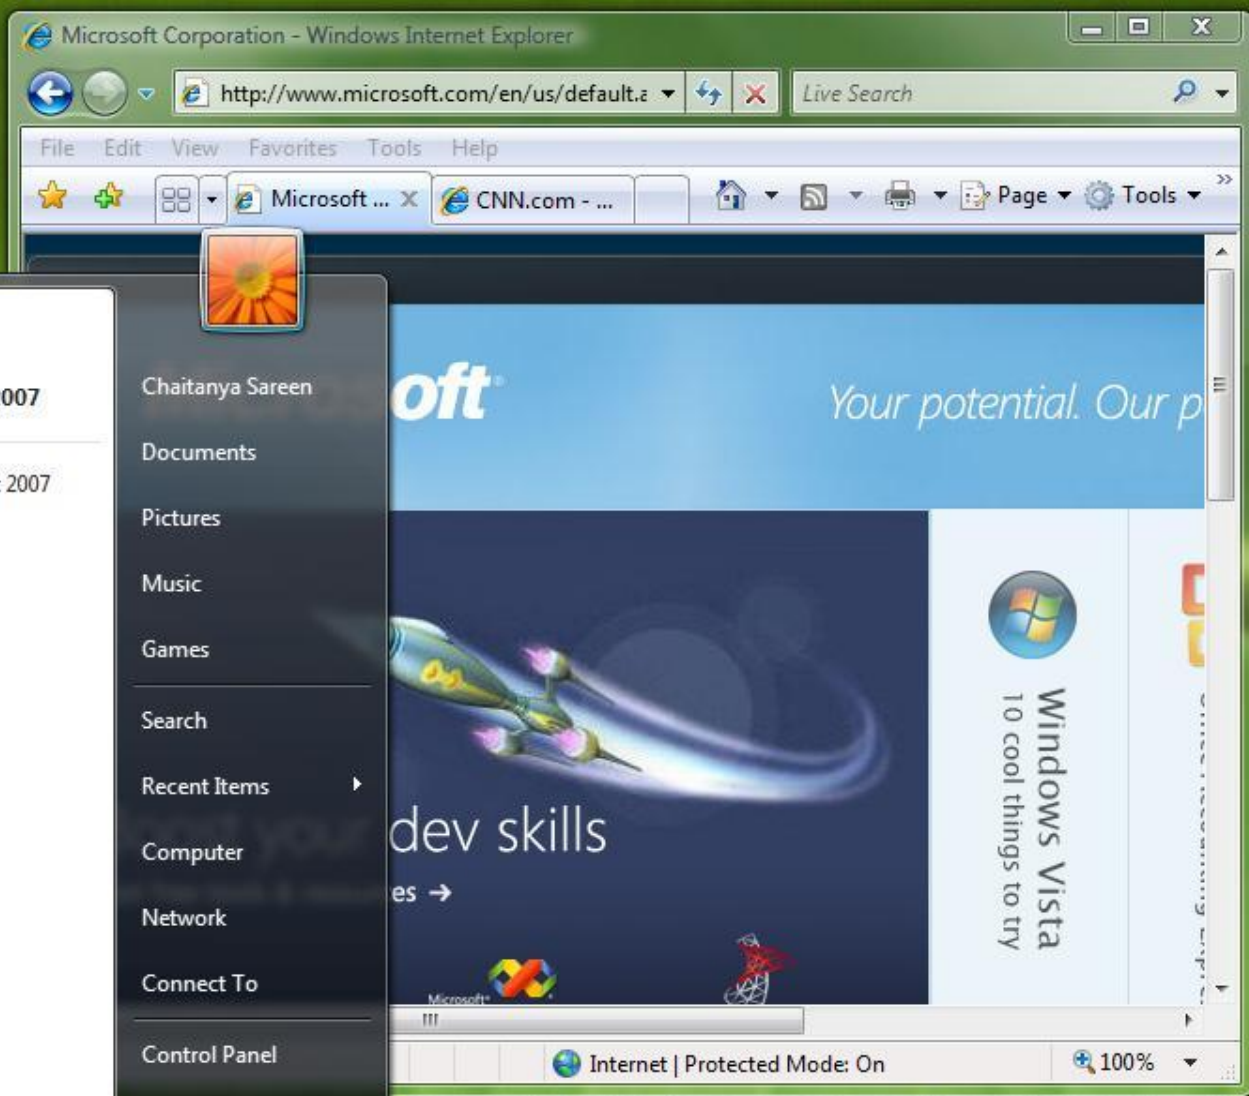 Microsoft Corporation - Windows Internet Explorer
http://www.microsoft.com/en/us/default.a
Live Search
File Edit View Favorites Tools Help
Microsoft ...
CNN.com - ...
Page
Tools
007
2007
Chaitanya Sareen
Documents
Pictures
Music
Games
Search
Recent Items
Computer
Network
Connect To
Control Panel
oft
Your potential. Our p
Boost your dev skills
es →
Microsoft
Windows Vista
10 cool things to try
Internet | Protected Mode: On
100%